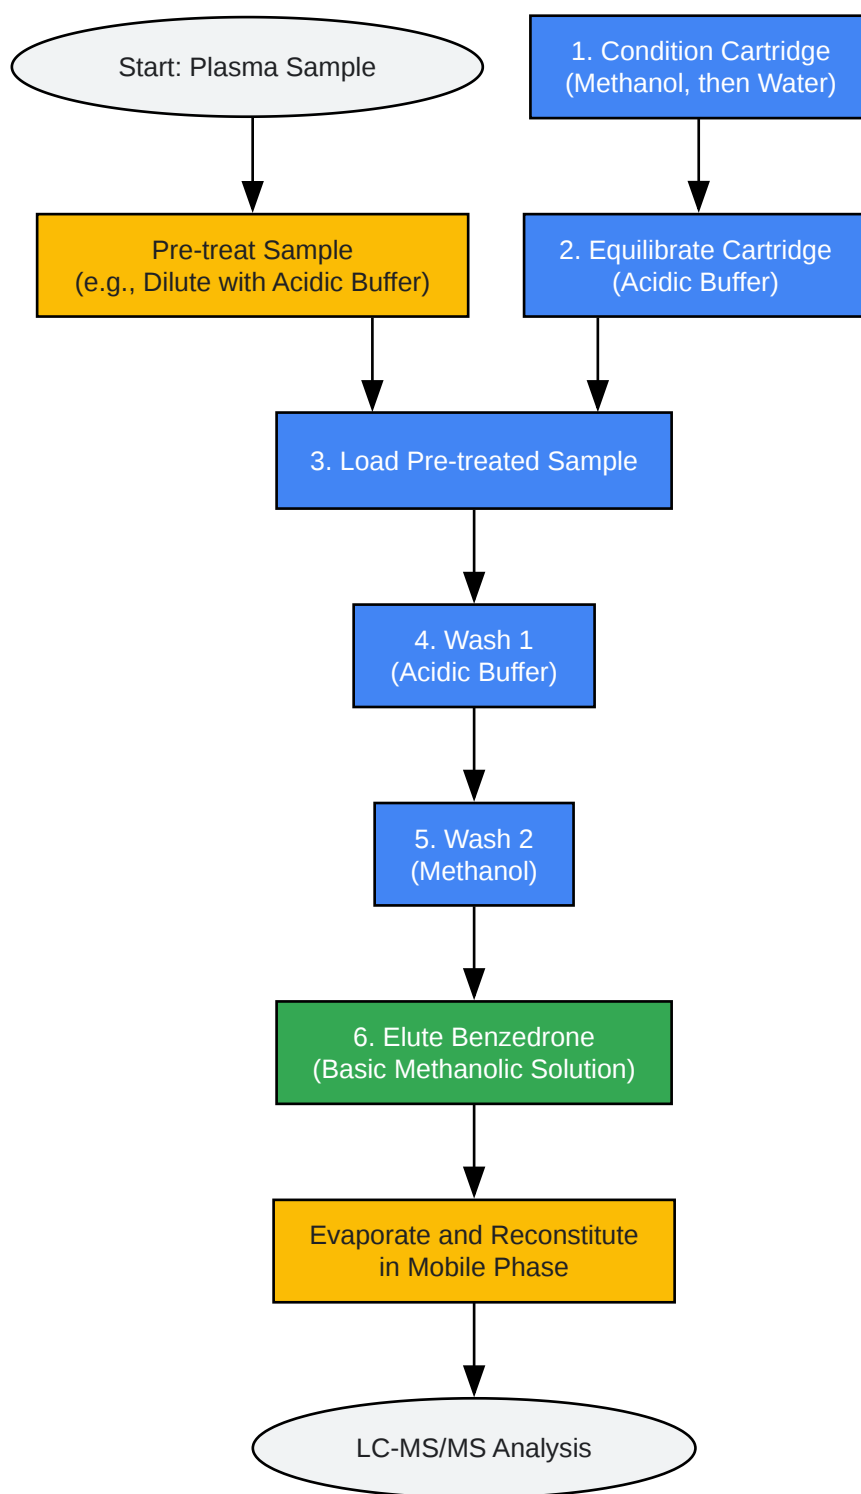 Start: Plasma Sample
1. Condition Cartridge
(Methanol, then Water)
Pre-treat Sample
(e.g., Dilute with Acidic Buffer)
2. Equilibrate Cartridge
(Acidic Buffer)
3. Load Pre-treated Sample
4. Wash 1
(Acidic Buffer)
5. Wash 2
(Methanol)
6. Elute Benzedrone
(Basic Methanolic Solution)
Evaporate and Reconstitute
in Mobile Phase
LC-MS/MS Analysis